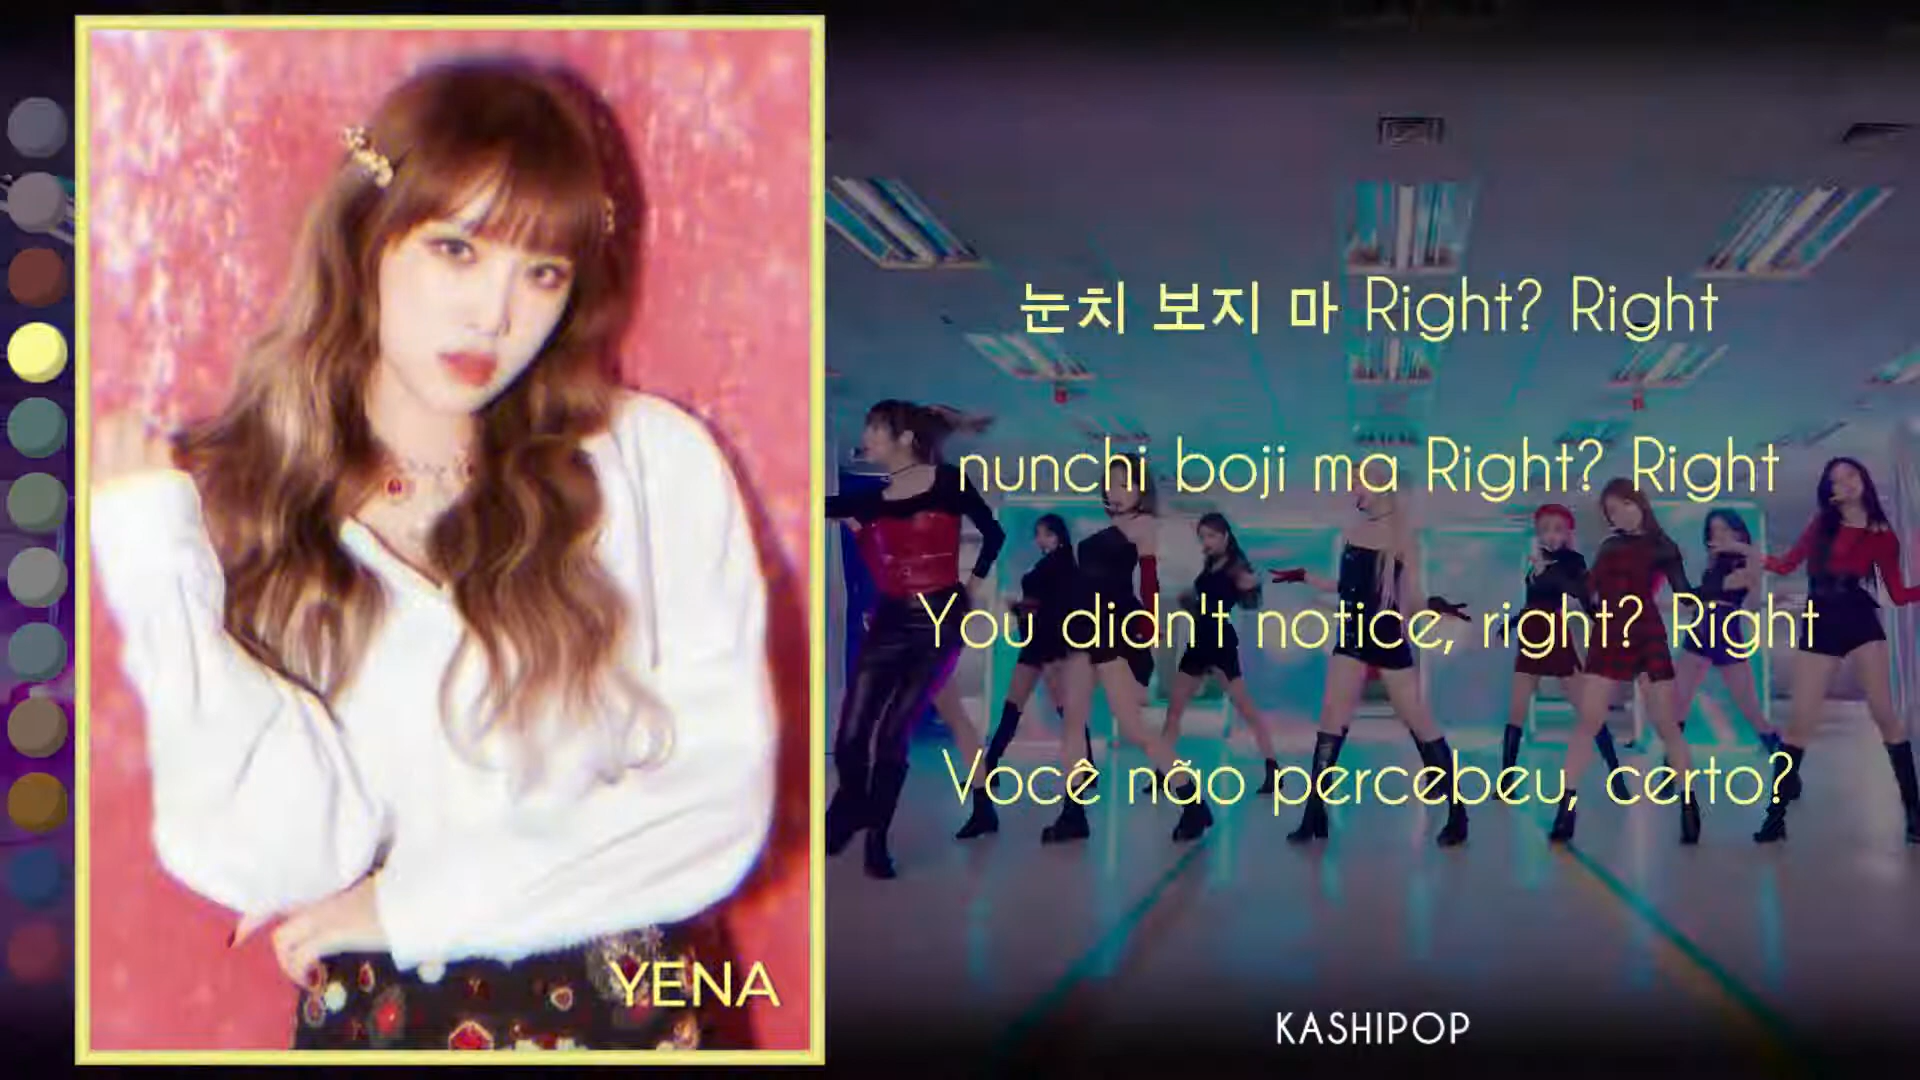 눈치 보지 마 Right? Right
nunchi boji ma Right? Right
You didn't notice, right? Right
Você não percebeu, certo?
YENA
KASHIPOP